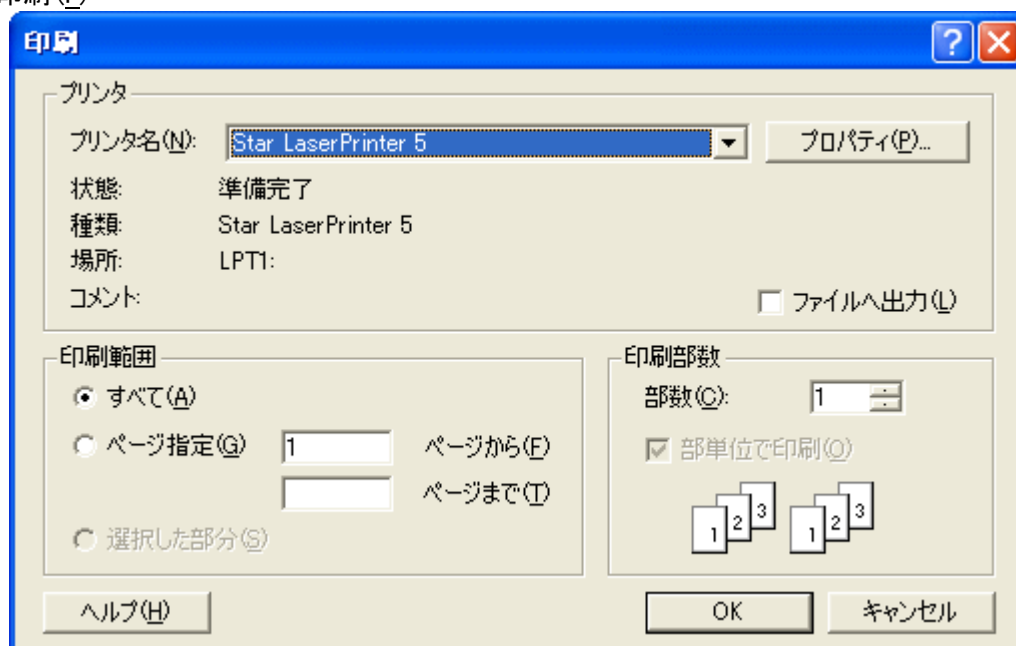 印刷(P)
印刷
プリンタ
プリンタ名(N): Star LaserPrinter 5 プロパティ(P)...
状態: 準備完了
種類: Star LaserPrinter 5
場所: LPT1:
コメント: ファイルへ出力(L)
印刷範囲
すべて(A)
ページ指定(G) 1 ページから(F)
ページまで(T)
選択した部分(S)
印刷部数
部数(C): 1
部単位で印刷(O)
1 2 3 1 2 3
ヘルプ(H) OK キャンセル